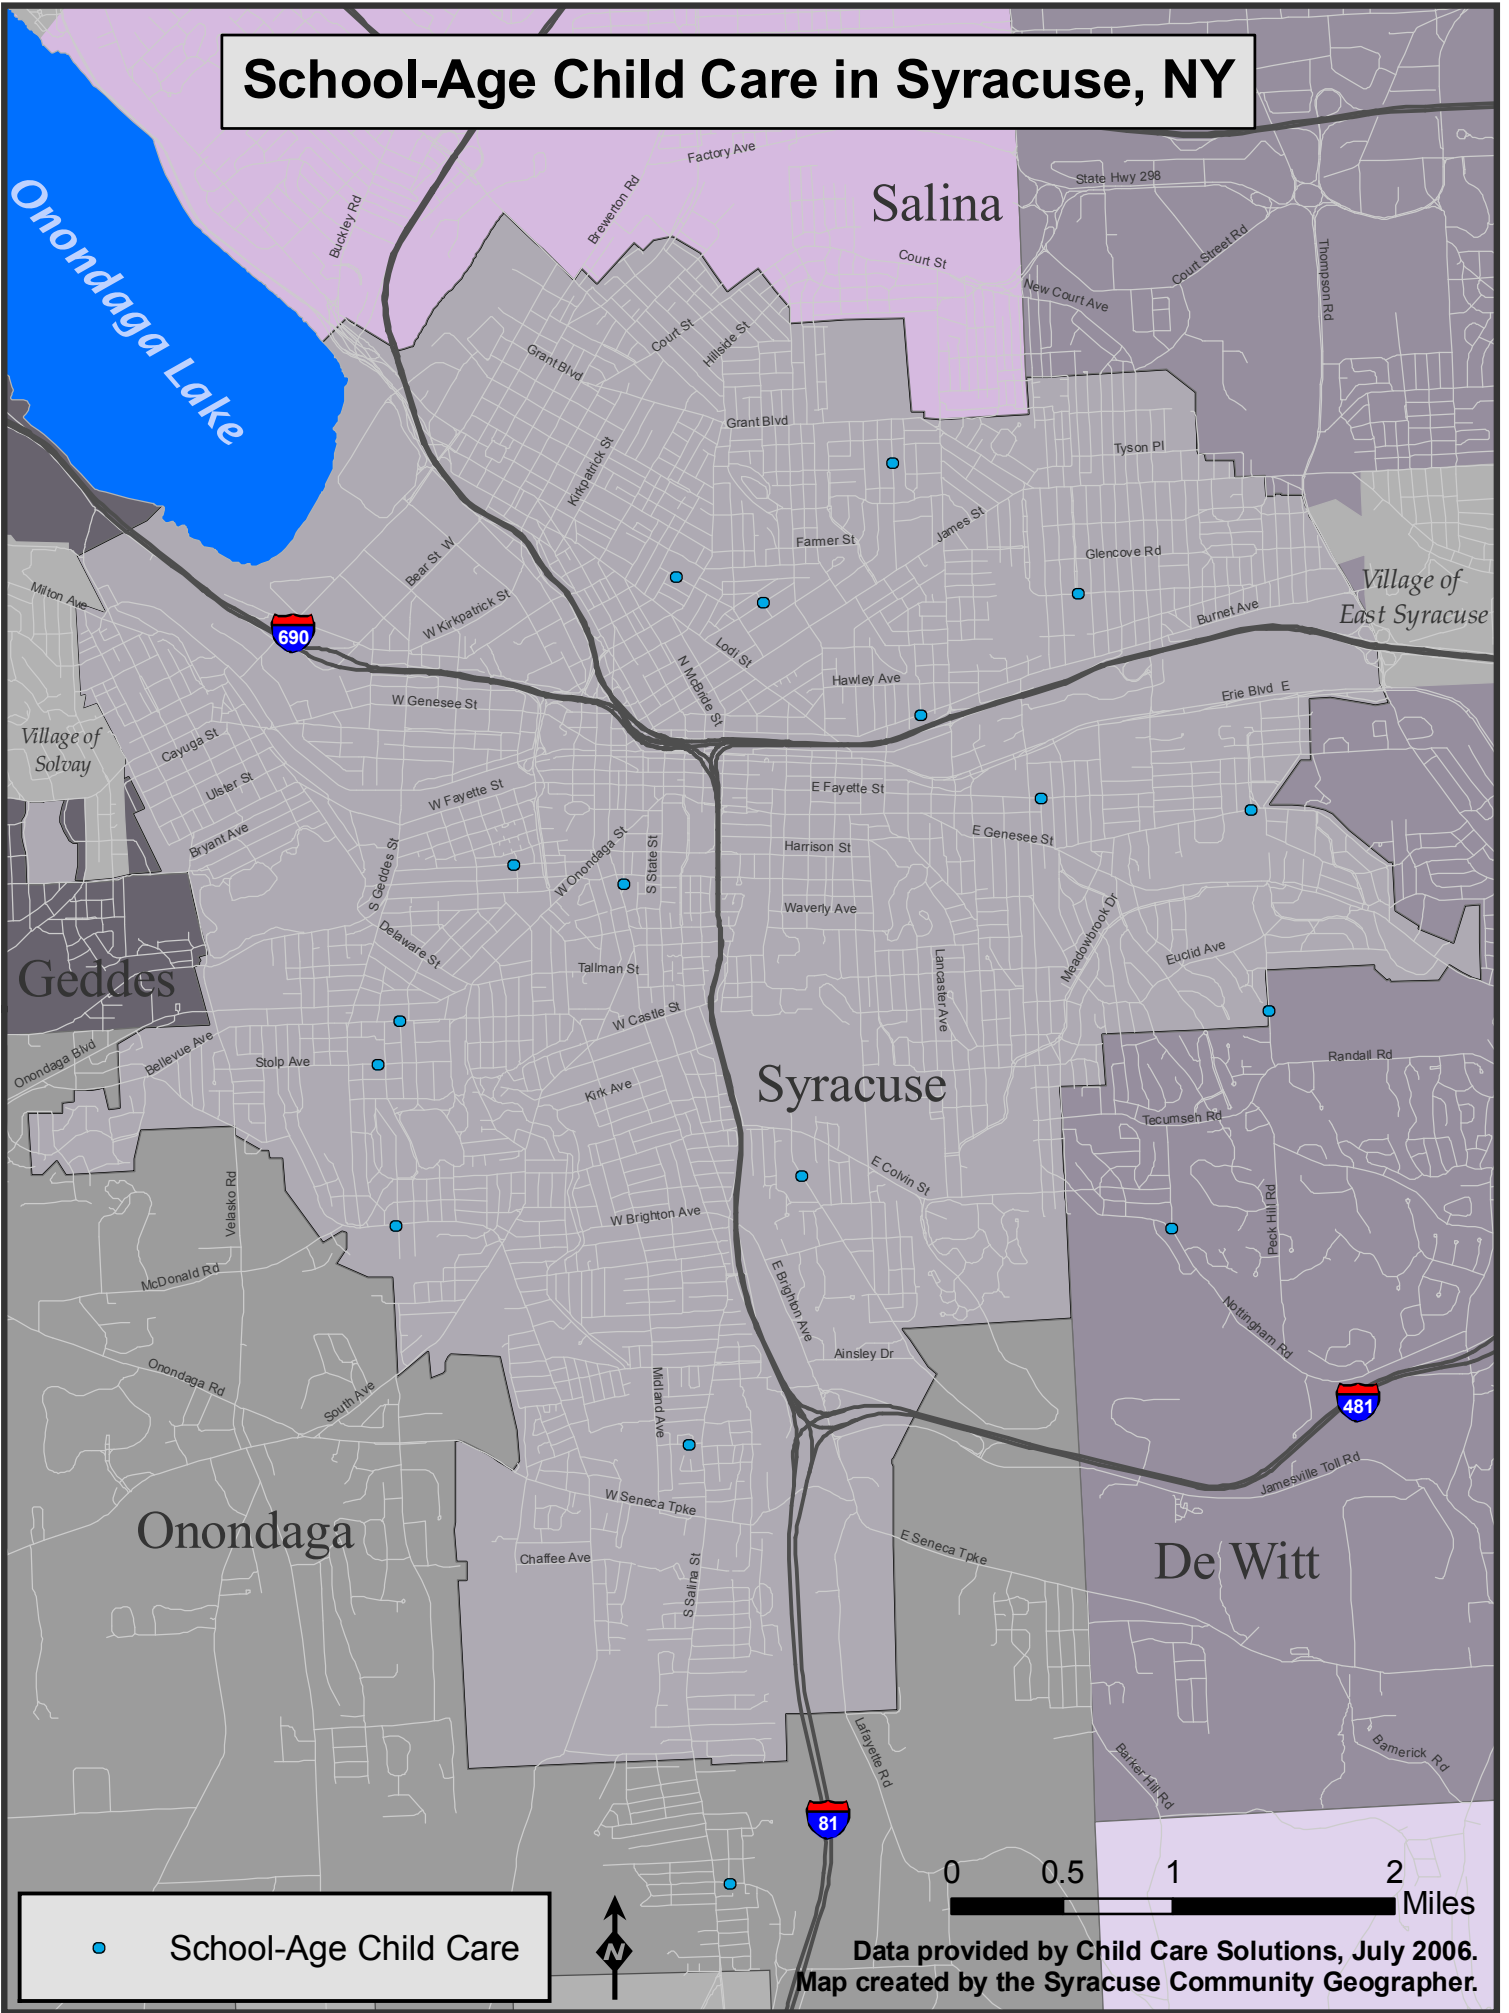 School-Age Child Care in Syracuse, NY
Factory Ave
State Hwy 298
Brewerton Rd
Salina
Buckley Rd
Court St
Court Street Rd
Thompson Rd
New Court Ave
Onondaga Lake
Court St
Hillside St
Grant Blvd
Grant Blvd
Tyson Pl
Kirkpatrick St
James St
Farmer St
Glencove Rd
Bear St W
Village of
East Syracuse
Milton Ave
W Kirkpatrick St
Burnet Ave
690
Lodi St
N McBride St
Hawley Ave
Erie Blvd E
W Genesee St
Village of
Solvay
Cayuga St
Ulster St
W Fayette St
E Fayette St
Bryant Ave
E Genesee St
Harrison St
S Geddes St
W Onondaga St
S State St
Waverly Ave
Delaware St
Meadowbrook Dr
Euclid Ave
Geddes
Tallman St
Lancaster Ave
W Castle St
Onondaga Blvd
Bellevue Ave
Stolp Ave
Randall Rd
Syracuse
Kirk Ave
Tecumseh Rd
E Colvin St
Velasko Rd
W Brighton Ave
Peck Hill Rd
McDonald Rd
E Brighton Ave
Nottingham Rd
Onondaga Rd
Ainsley Dr
South Ave
Midland Ave
481
Jamesville Toll Rd
W Seneca Tpke
Onondaga
E Seneca Tpke
Chaffee Ave
De Witt
S Salina St
Lafayette Rd
Barker Hill Rd
Bamerick Rd
81
0 0.5 1 2
Miles
School-Age Child Care
N
Data provided by Child Care Solutions, July 2006.
Map created by the Syracuse Community Geographer.